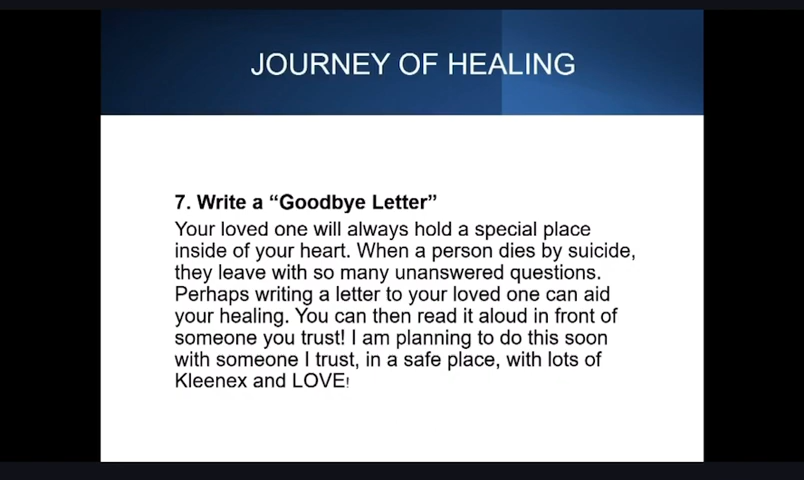 JOURNEY OF HEALING
7. Write a “Goodbye Letter”
Your loved one will always hold a special place
inside of your heart. When a person dies by suicide,
they leave with so many unanswered questions.
Perhaps writing a letter to your loved one can aid
your healing. You can then read it aloud in front of
someone you trust! I am planning to do this soon
with someone I trust, in a safe place, with lots of
Kleenex and LOVE!